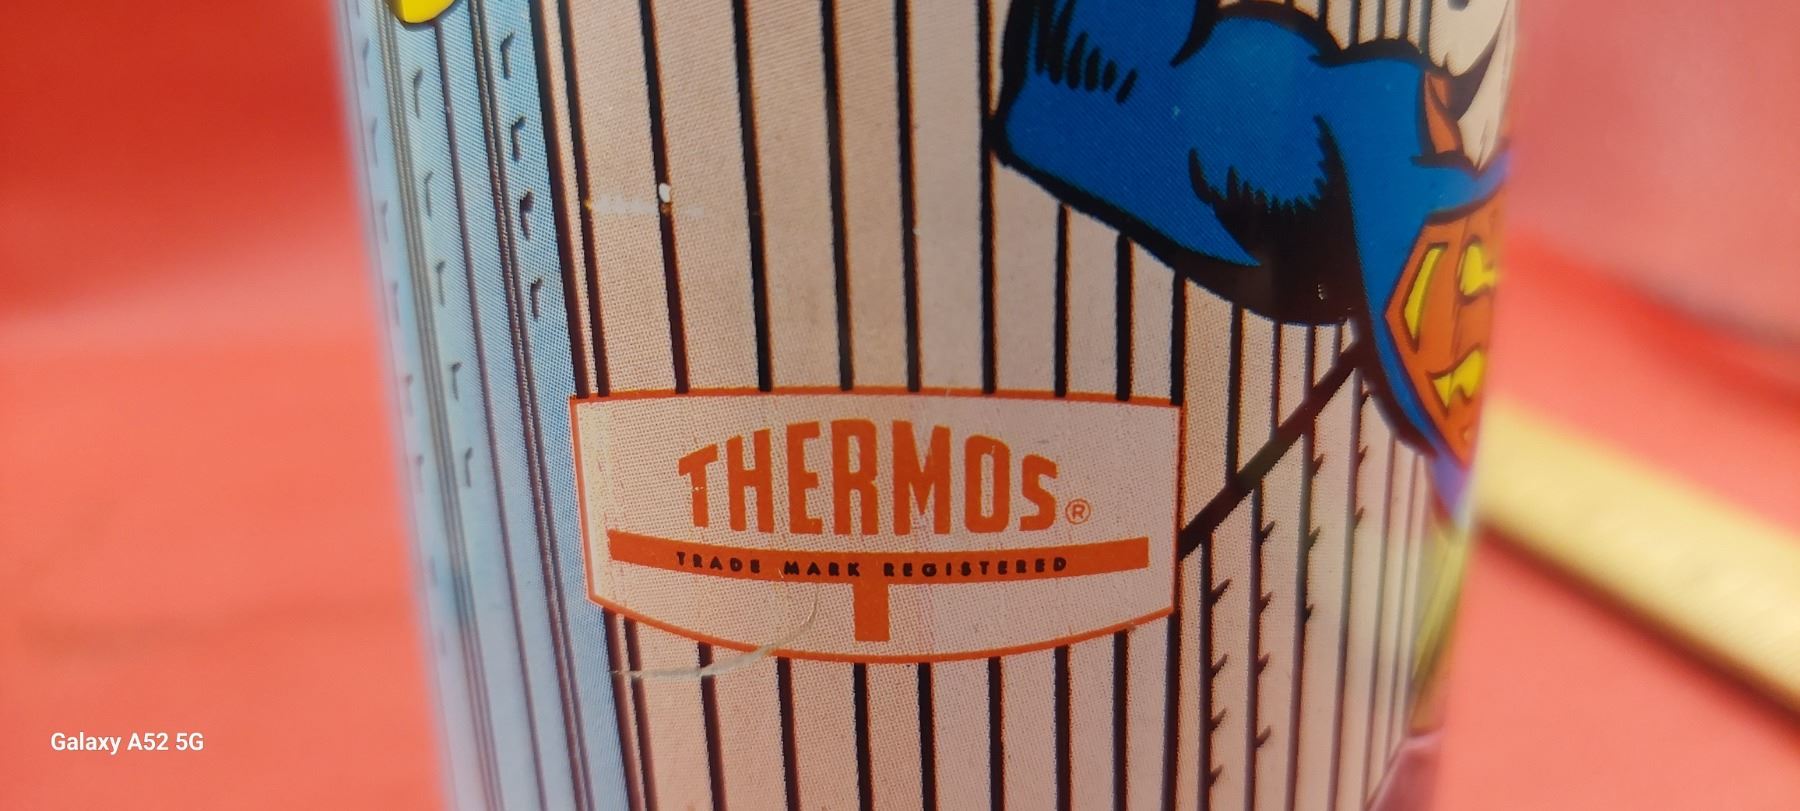 THERMOS®
TRADE MARK REGISTERED
Galaxy A52 5G